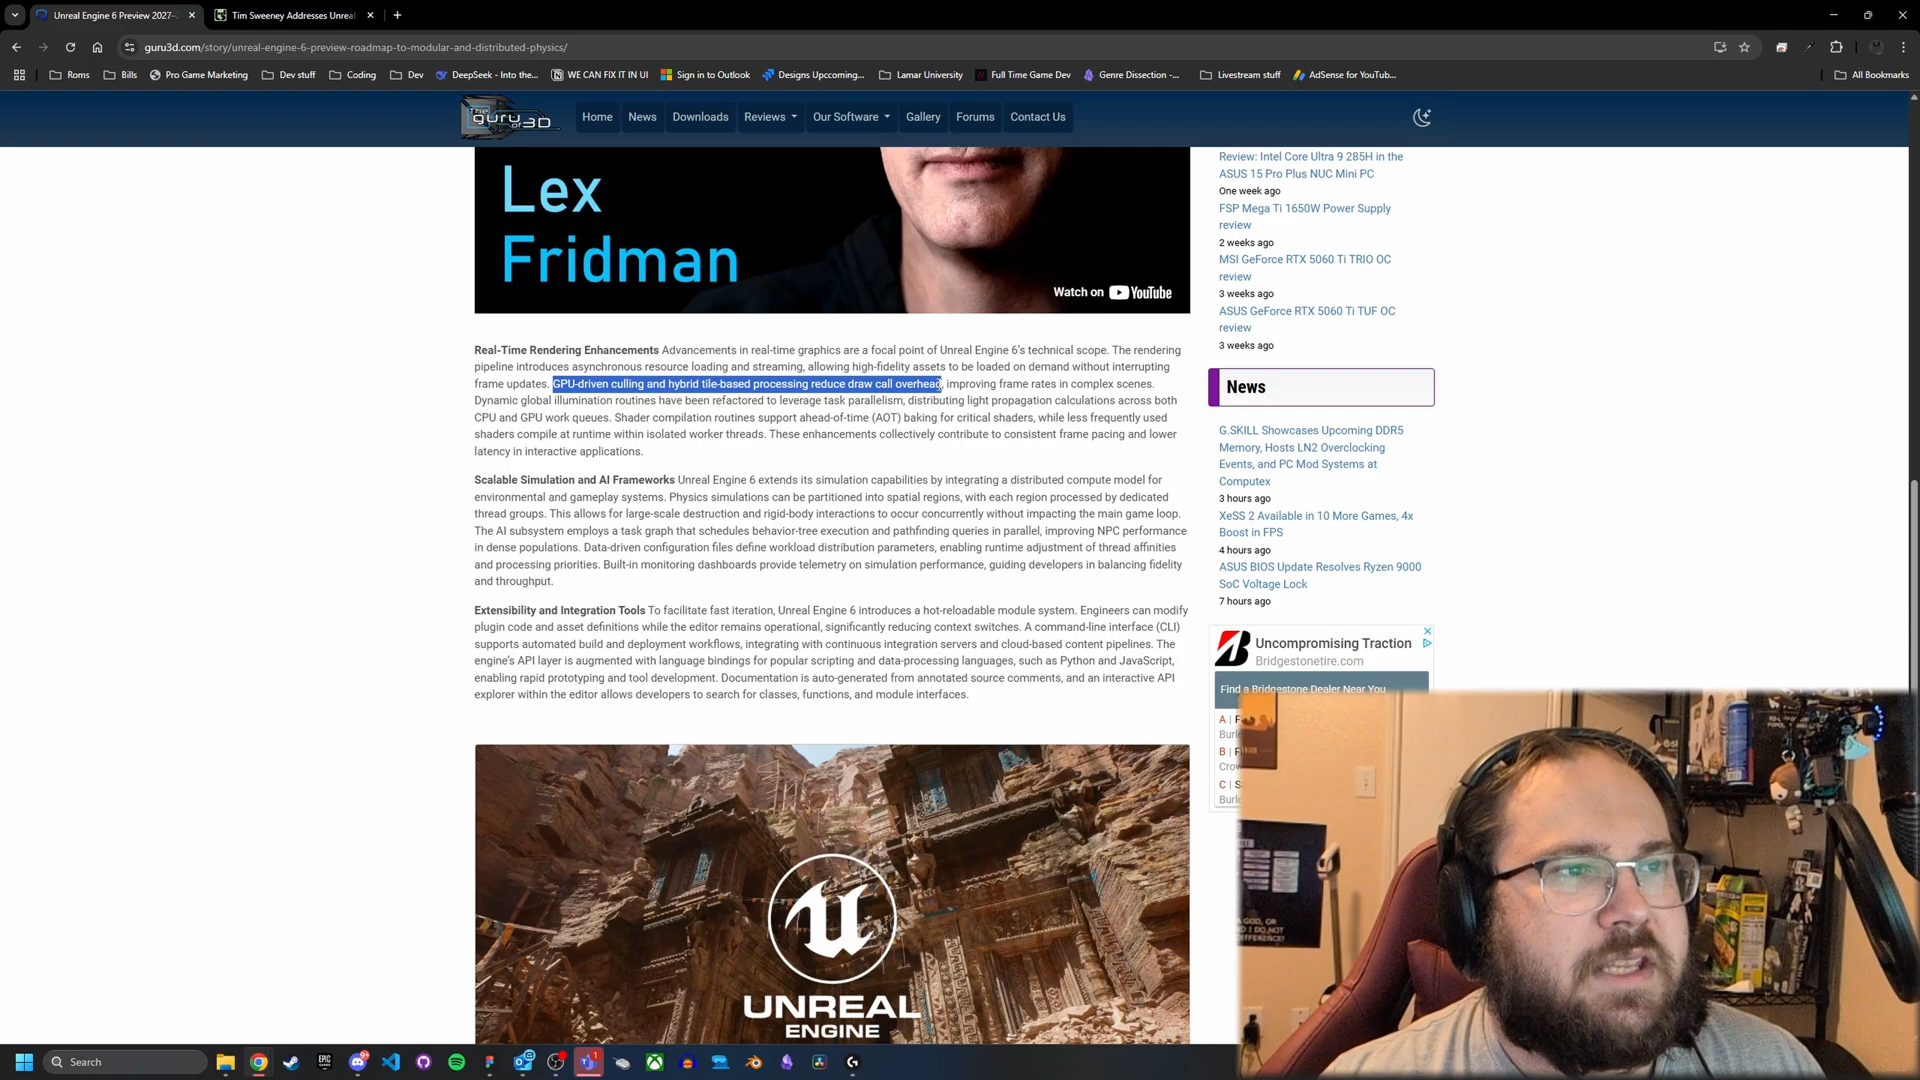 Unreal Engine 6 Preview 2027–
Tim Sweeney Addresses Unreal
guru3d.com/story/unreal-engine-6-preview-roadmap-to-modular-and-distributed-physics/
Roms
Bills
Pro Game Marketing
Dev stuff
Coding
Dev
DeepSeek - Into the...
WE CAN FIX IT IN UI
Sign in to Outlook
Designs Upccoming...
Lamar University
Full Time Game Dev
Genre Dissection -...
Livestream stuff
AdSense for YouTub...
All Bookmarks
The guru of 3D
Home
News
Downloads
Reviews
Our Software
Gallery
Forums
Contact Us
Lex
Fridman
Watch on YouTube
Real-Time Rendering Enhancements Advancements in real-time graphics are a focal point of Unreal Engine 6's technical scope. The rendering
pipeline introduces asynchronous resource loading and streaming, allowing high-fidelity assets to be loaded on demand without interrupting
frame updates. GPU-driven culling and hybrid tile-based processing reduce draw call overhead, improving frame rates in complex scenes.
Dynamic global illumination routines have been refactored to leverage task parallelism, distributing light propagation calculations across both
CPU and GPU work queues. Shader compilation routines support ahead-of-time (AOT) baking for critical shaders, while less frequently used
shaders compile at runtime within isolated worker threads. These enhancements collectively contribute to consistent frame pacing and lower
latency in interactive applications.
Scalable Simulation and AI Frameworks Unreal Engine 6 extends its simulation capabilities by integrating a distributed compute model for
environmental and gameplay systems. Physics simulations can be partitioned into spatial regions, with each region processed by dedicated
thread groups. This allows for large-scale destruction and rigid-body interactions to occur concurrently without impacting the main game loop.
The AI subsystem employs a task graph that schedules behavior-tree execution and pathfinding queries in parallel, improving NPC performance
in dense populations. Data-driven configuration files define workload distribution parameters, enabling runtime adjustment of thread affinities
and processing priorities. Built-in monitoring dashboards provide telemetry on simulation performance, guiding developers in balancing fidelity
and throughput.
Extensibility and Integration Tools To facilitate fast iteration, Unreal Engine 6 introduces a hot-reloadable module system. Engineers can modify
plugin code and asset definitions while the editor remains operational, significantly reducing context switches. A command-line interface (CLI)
supports automated build and deployment workflows, integrating with continuous integration servers and cloud-based content pipelines. The
engine's API layer is augmented with language bindings for popular scripting and data-processing languages, such as Python and JavaScript,
enabling rapid prototyping and tool development. Documentation is auto-generated from annotated source comments, and an interactive API
explorer within the editor allows developers to search for classes, functions, and module interfaces.
UNREAL
ENGINE
Review: Intel Core Ultra 9 285H in the
ASUS 15 Pro Plus NUC Mini PC
One week ago
FSP Mega Ti 1650W Power Supply
review
2 weeks ago
MSI GeForce RTX 5060 Ti TRIO OC
review
3 weeks ago
ASUS GeForce RTX 5060 Ti TUF OC
review
3 weeks ago
News
G.SKILL Showcases Upcoming DDR5
Memory, Hosts LN2 Overclocking
Events, and PC Mod Systems at
Computex
3 hours ago
XeSS 2 Available in 10 More Games, 4x
Boost in FPS
4 hours ago
ASUS BIOS Update Resolves Ryzen 9000
SoC Voltage Lock
7 hours ago
Uncompromising Traction
Bridgestonetire.com
Find a Bridgestone Dealer Near You
A | F
Burle
B | F
Crow
C | S
Burle
Search